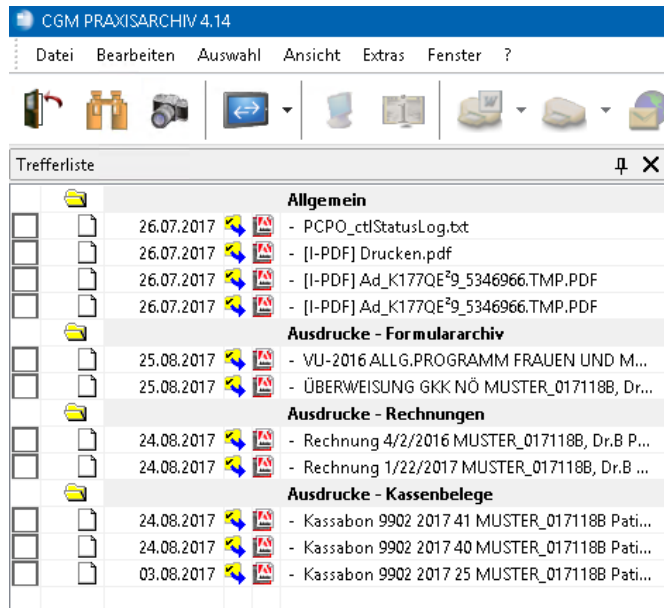 CGM PRAXISARCHIV 4.14
Datei Bearbeiten Auswahl Ansicht Extras Fenster ?
W
Trefferliste
Allgemein
26.07.2017 - PCPO_ctlStatusLog.txt
26.07.2017 - [I-PDF] Drucken.pdf
26.07.2017 - [I-PDF] Ad_K177QE²9_5346966.TMP.PDF
26.07.2017 - [I-PDF] Ad_K177QE²9_5346966.TMP.PDF
Ausdrucke - Formulararchiv
25.08.2017 - VU-2016 ALLG.PROGRAMM FRAUEN UND M...
25.08.2017 - ÜBERWEISUNG GKK NÖ MUSTER_017118B, Dr...
Ausdrucke - Rechnungen
24.08.2017 - Rechnung 4/2/2016 MUSTER_017118B, Dr.B P...
24.08.2017 - Rechnung 1/22/2017 MUSTER_017118B, Dr.B ...
Ausdrucke - Kassenbelege
24.08.2017 - Kassabon 9902 2017 41 MUSTER_017118B Pati...
24.08.2017 - Kassabon 9902 2017 40 MUSTER_017118B Pati...
03.08.2017 - Kassabon 9902 2017 25 MUSTER_017118B Pati...